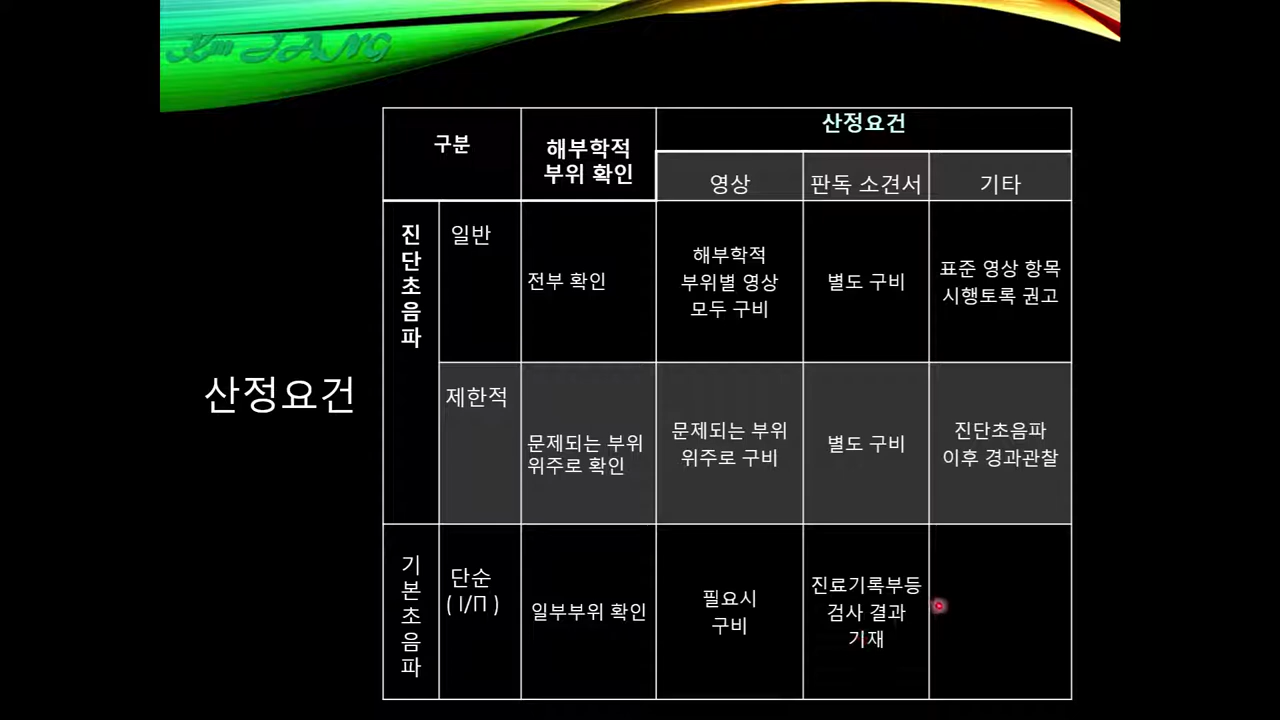 Km JANG
산정요건
구분
해부학적
부위 확인
산정요건
영상
판독 소견서
기타
진
단
초
음
파
일반
전부 확인
해부학적
부위별 영상
모두 구비
별도 구비
표준 영상 항목
시행토록 권고
제한적
문제되는 부위
위주로 확인
문제되는 부위
위주로 구비
별도 구비
진단초음파
이후 경과관찰
기
본
초
음
파
단순
( I/П )
일부부위 확인
필요시
구비
진료기록부등
검사 결과
기재